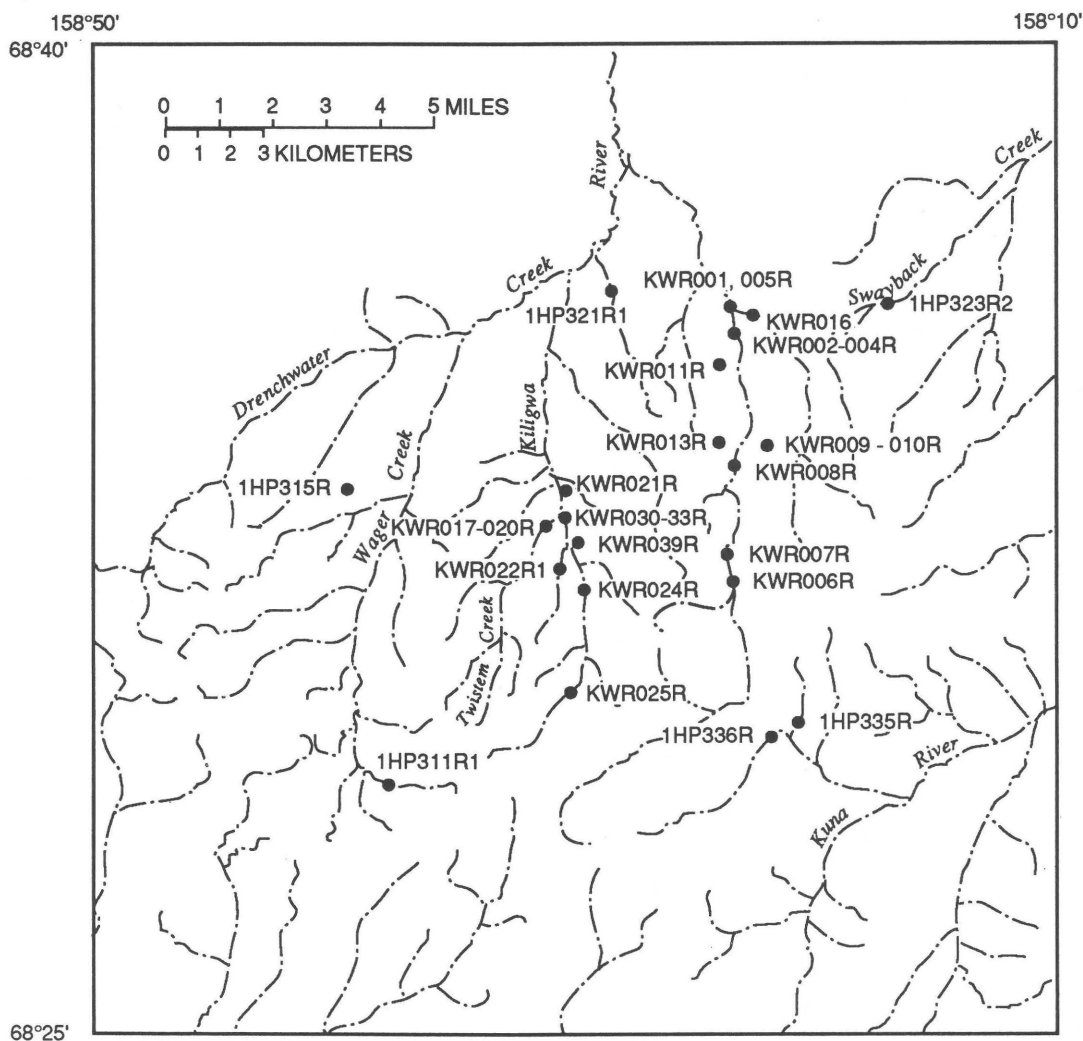 158°50'
158°10'
68°40'
0 1 2 3 4 5 MILES
0 1 2 3 KILOMETERS
River
Creek
Creek
KWR001, 005R
Swayback
1HP321R1
KWR016
1HP323R2
KWR002-004R
KWR011R
Drenchwater
Kiligwa
Creek
KWR013R
KWR009 - 010R
KWR008R
1HP315R
KWR021R
KWR030-33R
KWR017-020R
Wager
KWR039R
KWR007R
KWR022R1
KWR024R
KWR006R
Creek
Twistem
KWR025R
1HP335R
1HP336R
River
1HP311R1
Kuna
68°25'